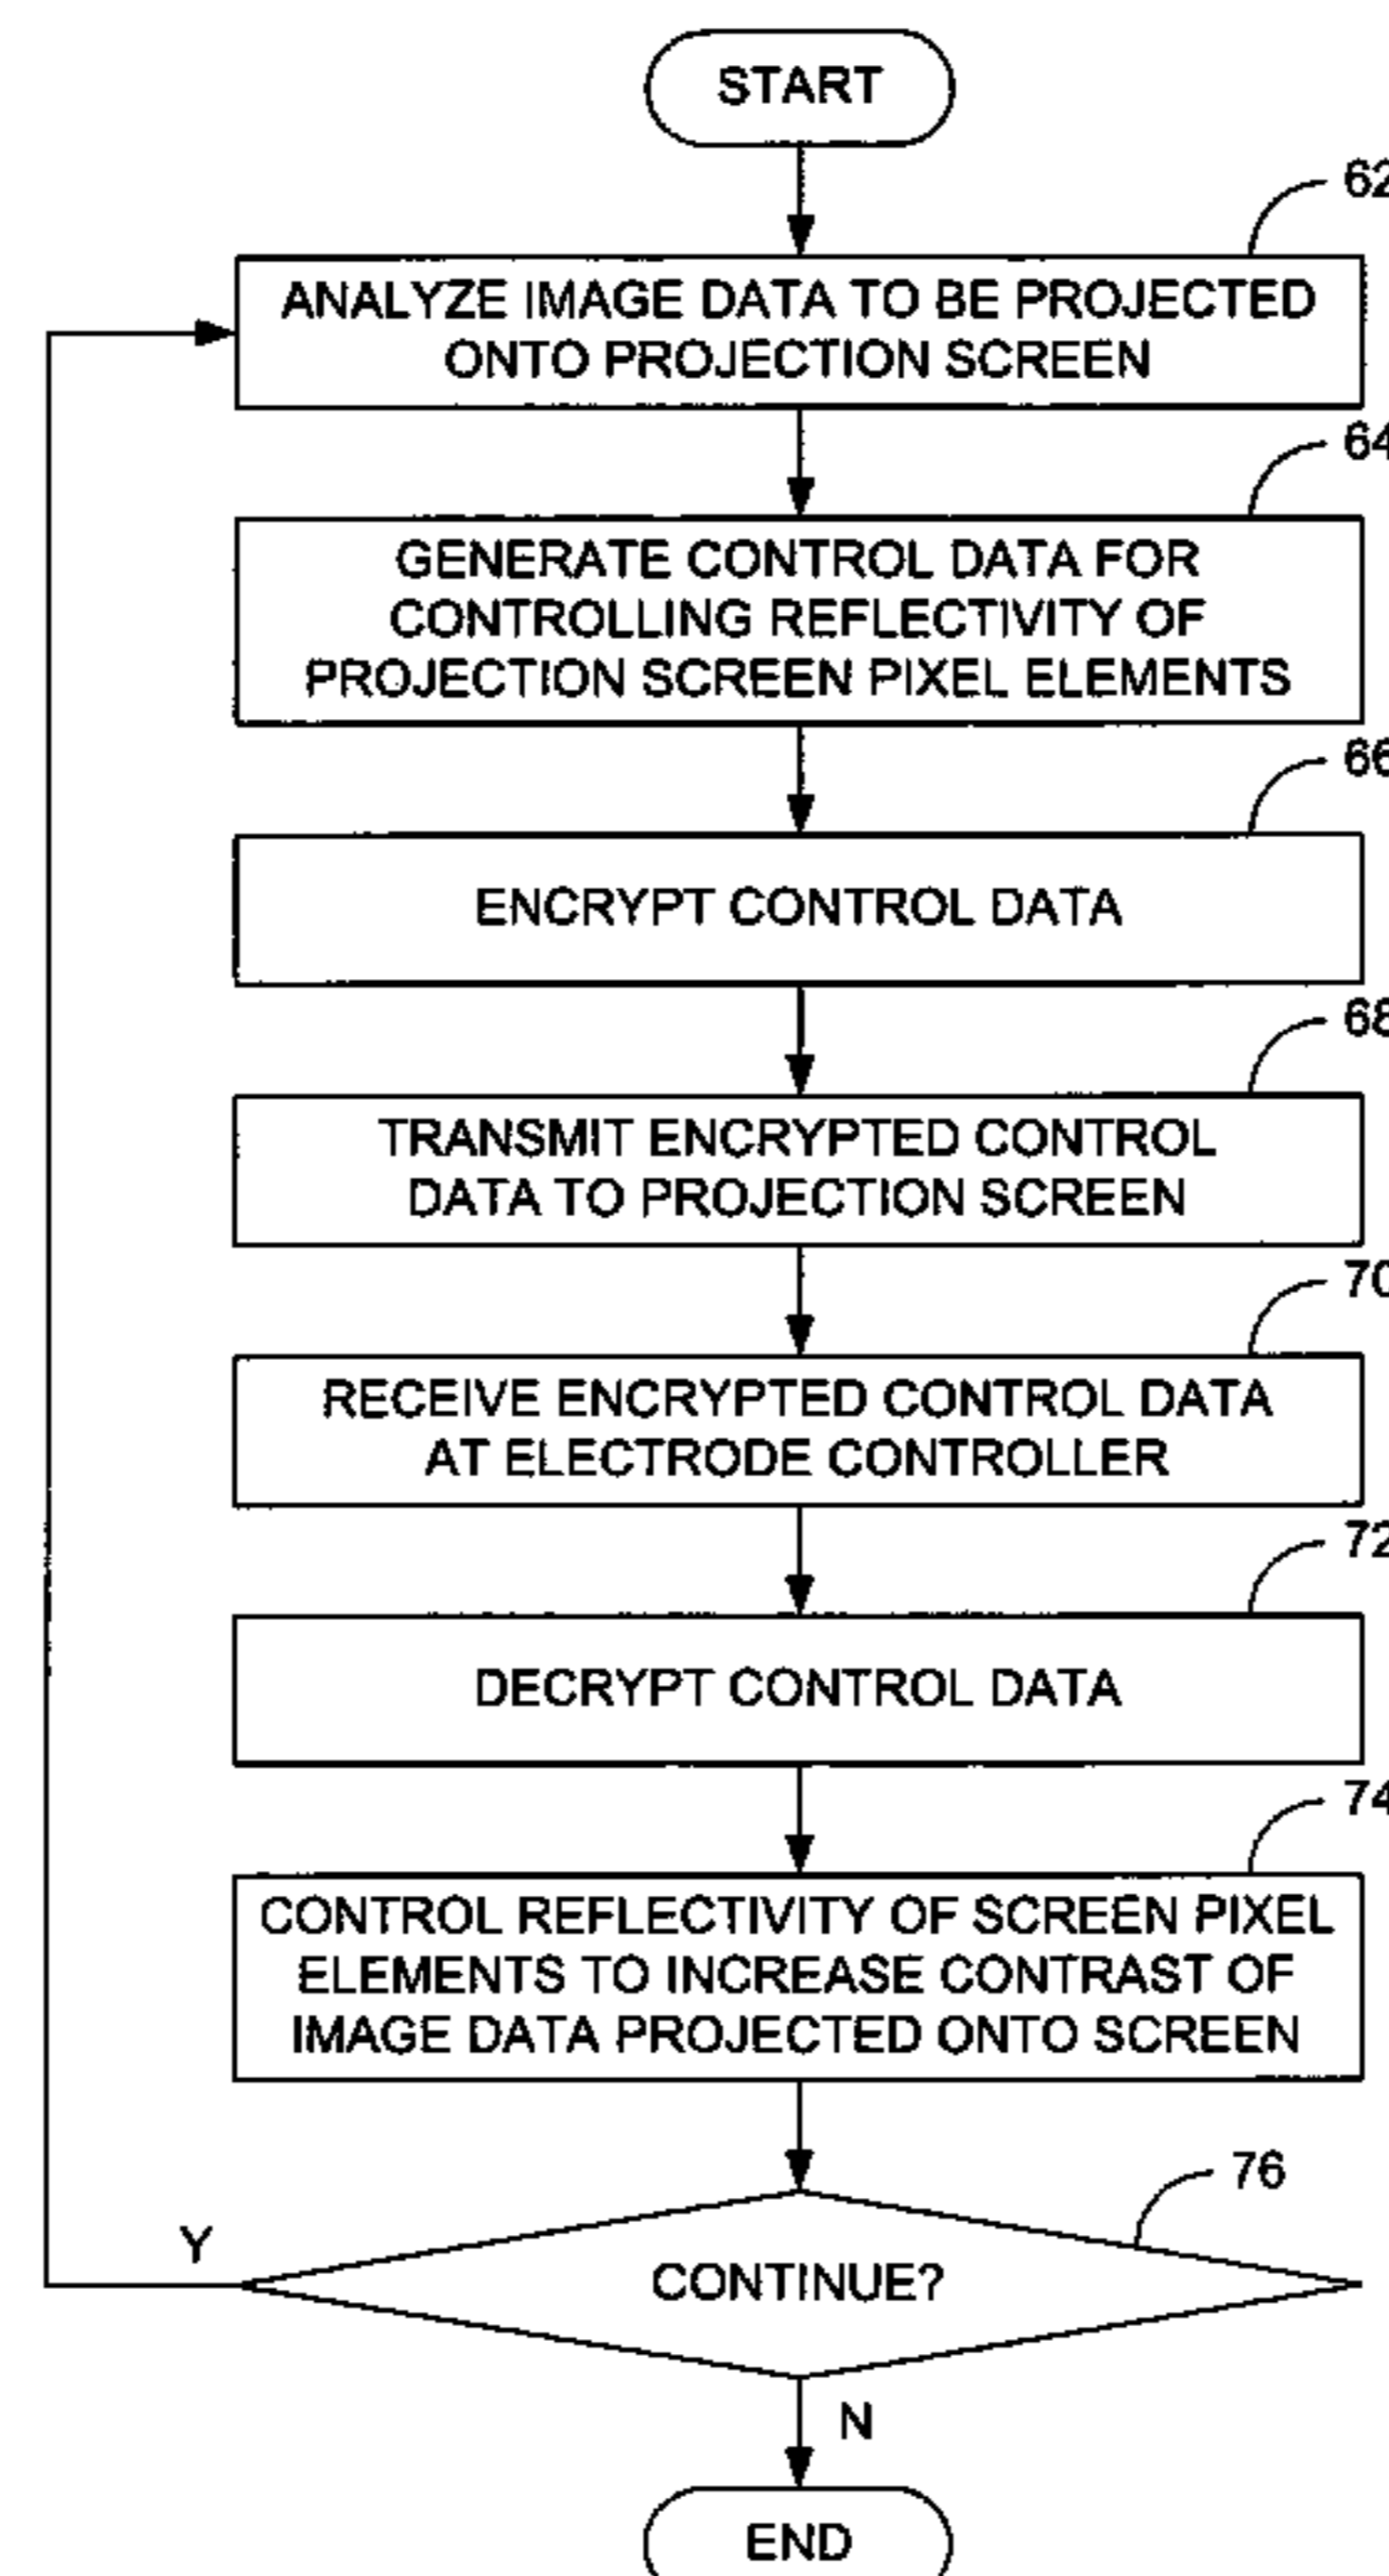 START
62
ANALYZE IMAGE DATA TO BE PROJECTED
ONTO PROJECTION SCREEN
64
GENERATE CONTROL DATA FOR
CONTROLLING REFLECTIVITY OF
PROJECTION SCREEN PIXEL ELEMENTS
66
ENCRYPT CONTROL DATA
68
TRANSMIT ENCRYPTED CONTROL
DATA TO PROJECTION SCREEN
70
RECEIVE ENCRYPTED CONTROL DATA
AT ELECTRODE CONTROLLER
72
DECRYPT CONTROL DATA
74
CONTROL REFLECTIVITY OF SCREEN PIXEL
ELEMENTS TO INCREASE CONTRAST OF
IMAGE DATA PROJECTED ONTO SCREEN
76
Y
CONTINUE?
N
END